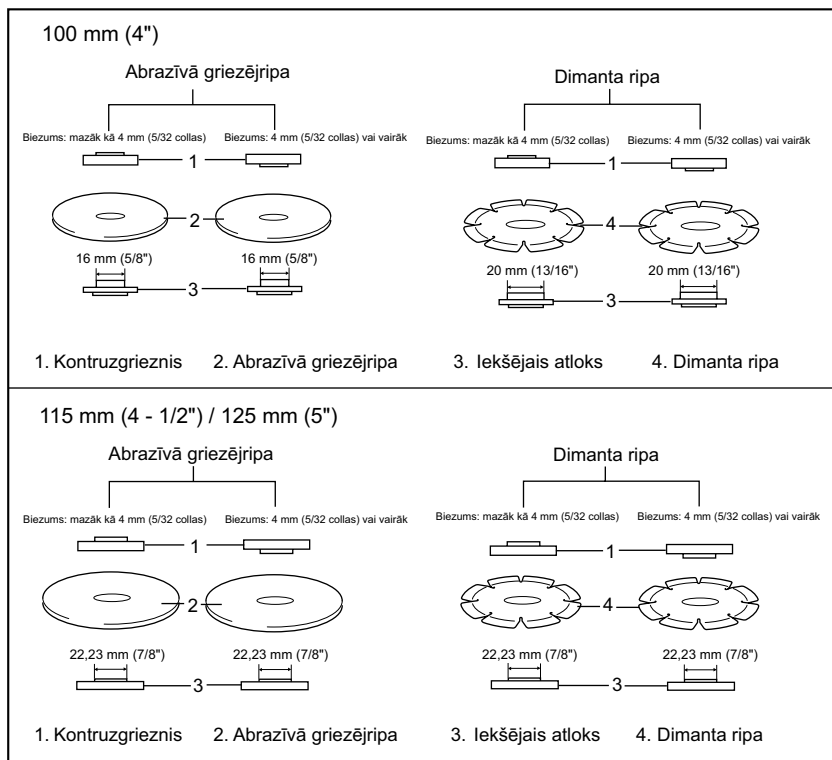 100 mm (4")
Abrazīvā griezējripa
Dimanta ripa
Biezums: mazāk kā 4 mm (5/32 collas) Biezums: 4 mm (5/32 collas) vai vairāk
Biezums: mazāk kā 4 mm (5/32 collas) Biezums: 4 mm (5/32 collas) vai vairāk
1 1
2 4
16 mm (5/8") 16 mm (5/8") 20 mm (13/16") 20 mm (13/16")
3 3
1. Kontruzgrieznis 2. Abrazīvā griezējripa 3. Iekšējais atloks 4. Dimanta ripa
115 mm (4 - 1/2") / 125 mm (5")
Abrazīvā griezējripa
Dimanta ripa
Biezums: mazāk kā 4 mm (5/32 collas) Biezums: 4 mm (5/32 collas) vai vairāk
Biezums: mazāk kā 4 mm (5/32 collas) Biezums: 4 mm (5/32 collas) vai vairāk
1 1
2 4
22,23 mm (7/8") 22,23 mm (7/8") 22,23 mm (7/8") 22,23 mm (7/8")
3 3
1. Kontruzgrieznis 2. Abrazīvā griezējripa 3. Iekšējais atloks 4. Dimanta ripa